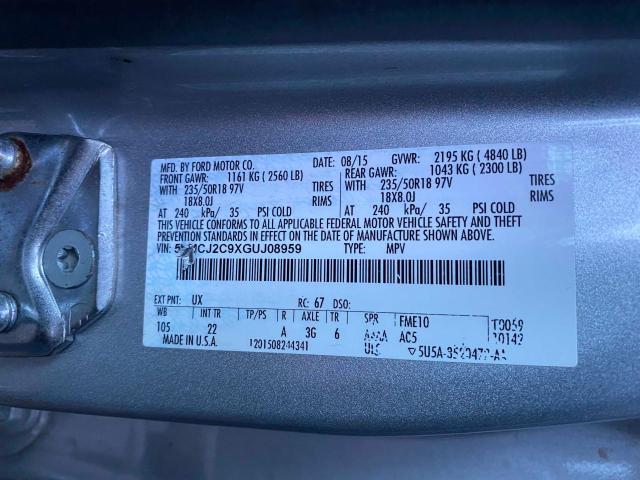 MFD. BY FORD MOTOR CO. DATE: 08/15 GVWR: 2195 KG ( 4840 LB)
FRONT GAWR: 1161 KG ( 2560 LB) REAR GAWR: 1043 KG ( 2300 LB)
WITH 235/50R18 97V TIRES WITH 235/50R18 97V TIRES
18X8.0J RIMS 18X8.0J RIMS
AT 240 kPa/ 35 PSI COLD AT 240 kPa/ 35 PSI COLD
THIS VEHICLE CONFORMS TO ALL APPLICABLE FEDERAL MOTOR VEHICLE SAFETY AND THEFT
PREVENTION STANDARDS IN EFFECT ON THE DATE OF MANUFACTURE SHOWN ABOVE.
VIN: TYPE: MPV
EXT PNT: UX RC: 67 DSO:
WB INT TR TP/PS R AXLE TR SPR FME10
105 22 A 3G 6 AC5
MADE IN U.S.A. 1201508244341